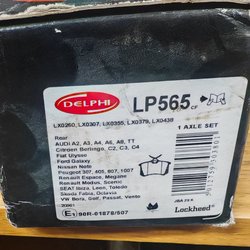 DELPHI
LP565 CF
LX0260, LX0307, LX0355, LX0379, LX0438
1 AXLE SET
Rear
AUDI A2, A3, A4, A6, A8, TT
Citroen Berlingo, C2, C3, C4
Fiat Ulysse
Ford Galaxy
Nissan Note
Peugeot 307, 405, 607, 1007
Renault Espace, Megane
Renault Modus, Scenic
SEAT Ibiza, Leon, Toledo
Skoda Fabia, Octavia
VW Bora, Golf, Passat, Vento
E 90R-01878/507
Lockheed